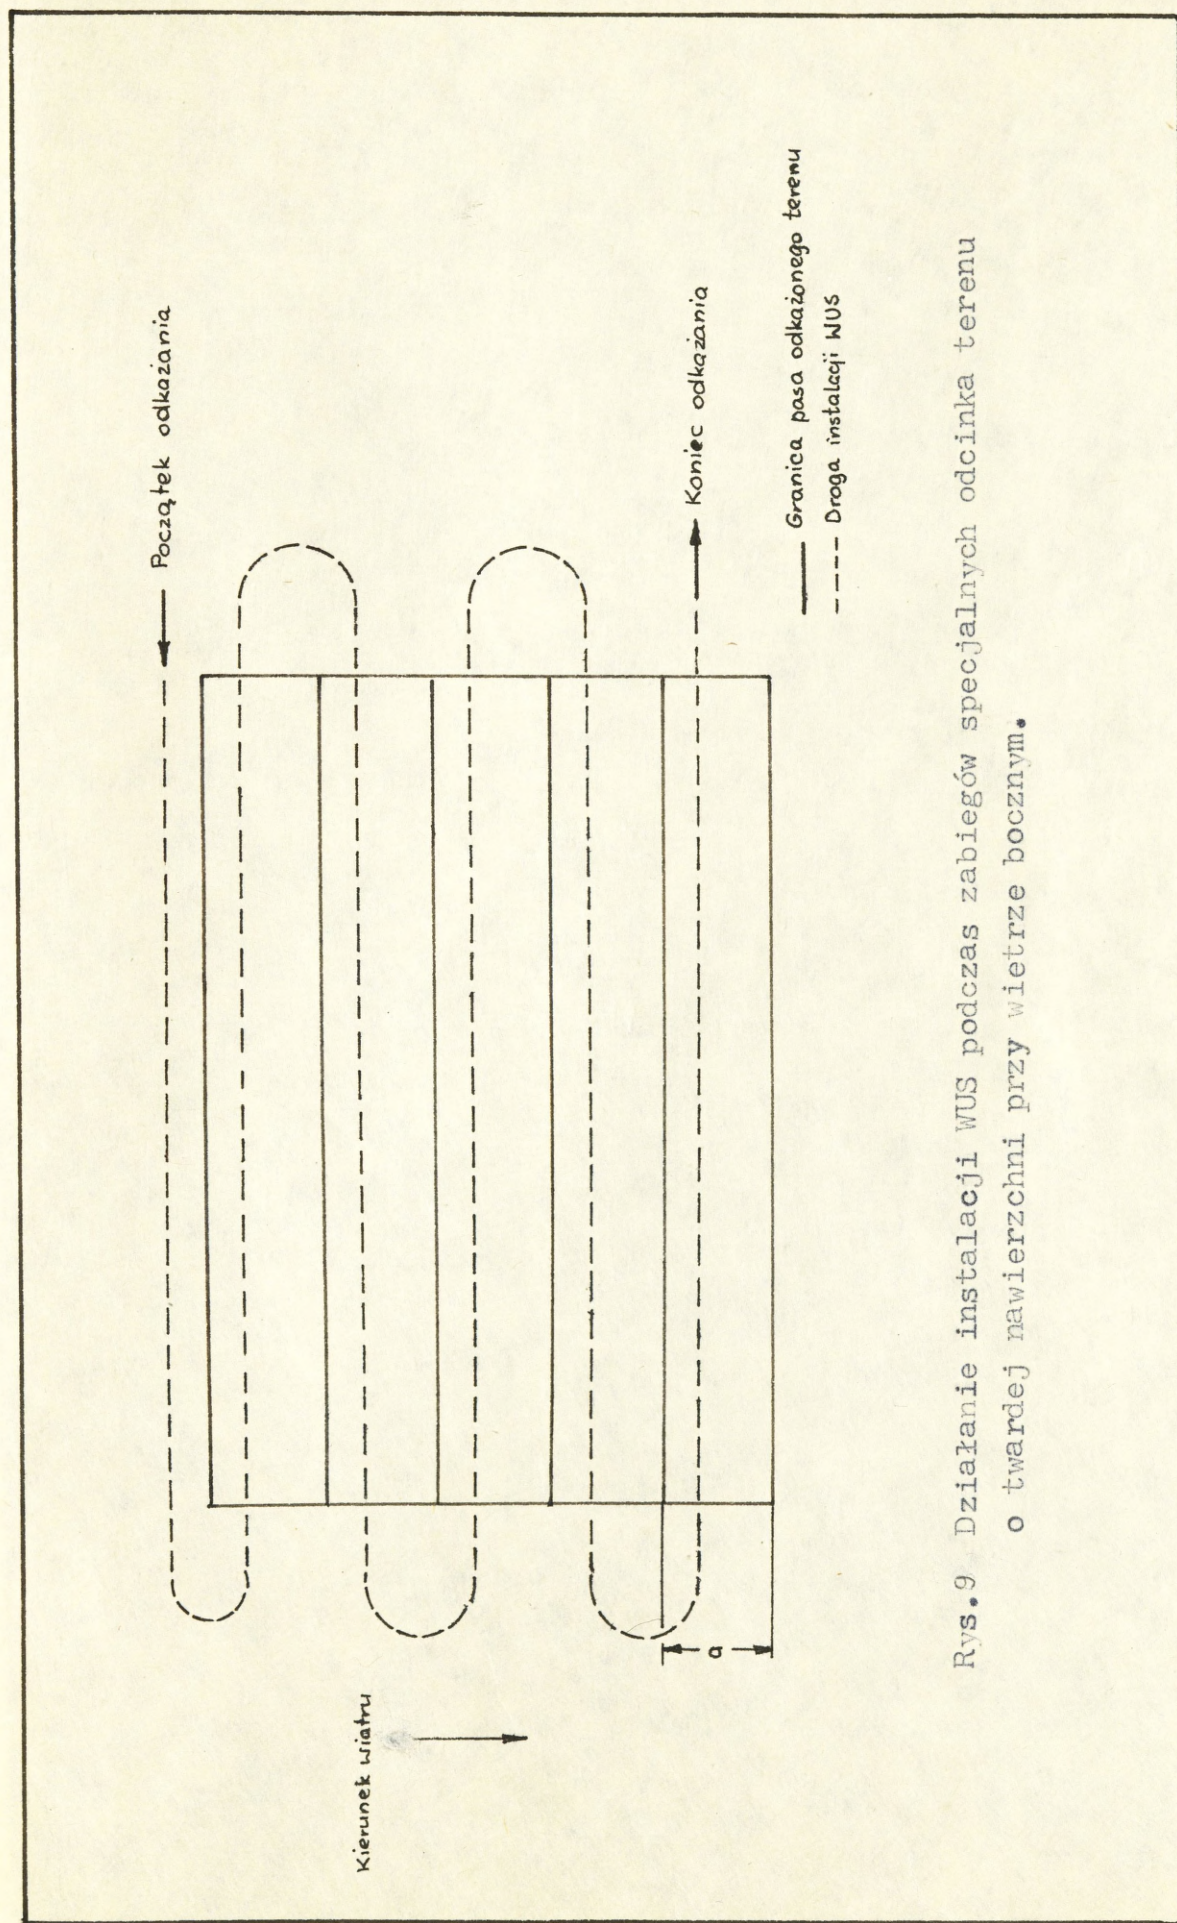 Początek odkażania
Kierunek wiatru
a
Koniec odkażania
Granica pasa odkażonego terenu
Droga instalacji WUS
Rys.9 Działanie instalacji WUS podczas zabiegów specjalnych odcinka terenu
o twardej nawierzchni przy wietrze bocznym.